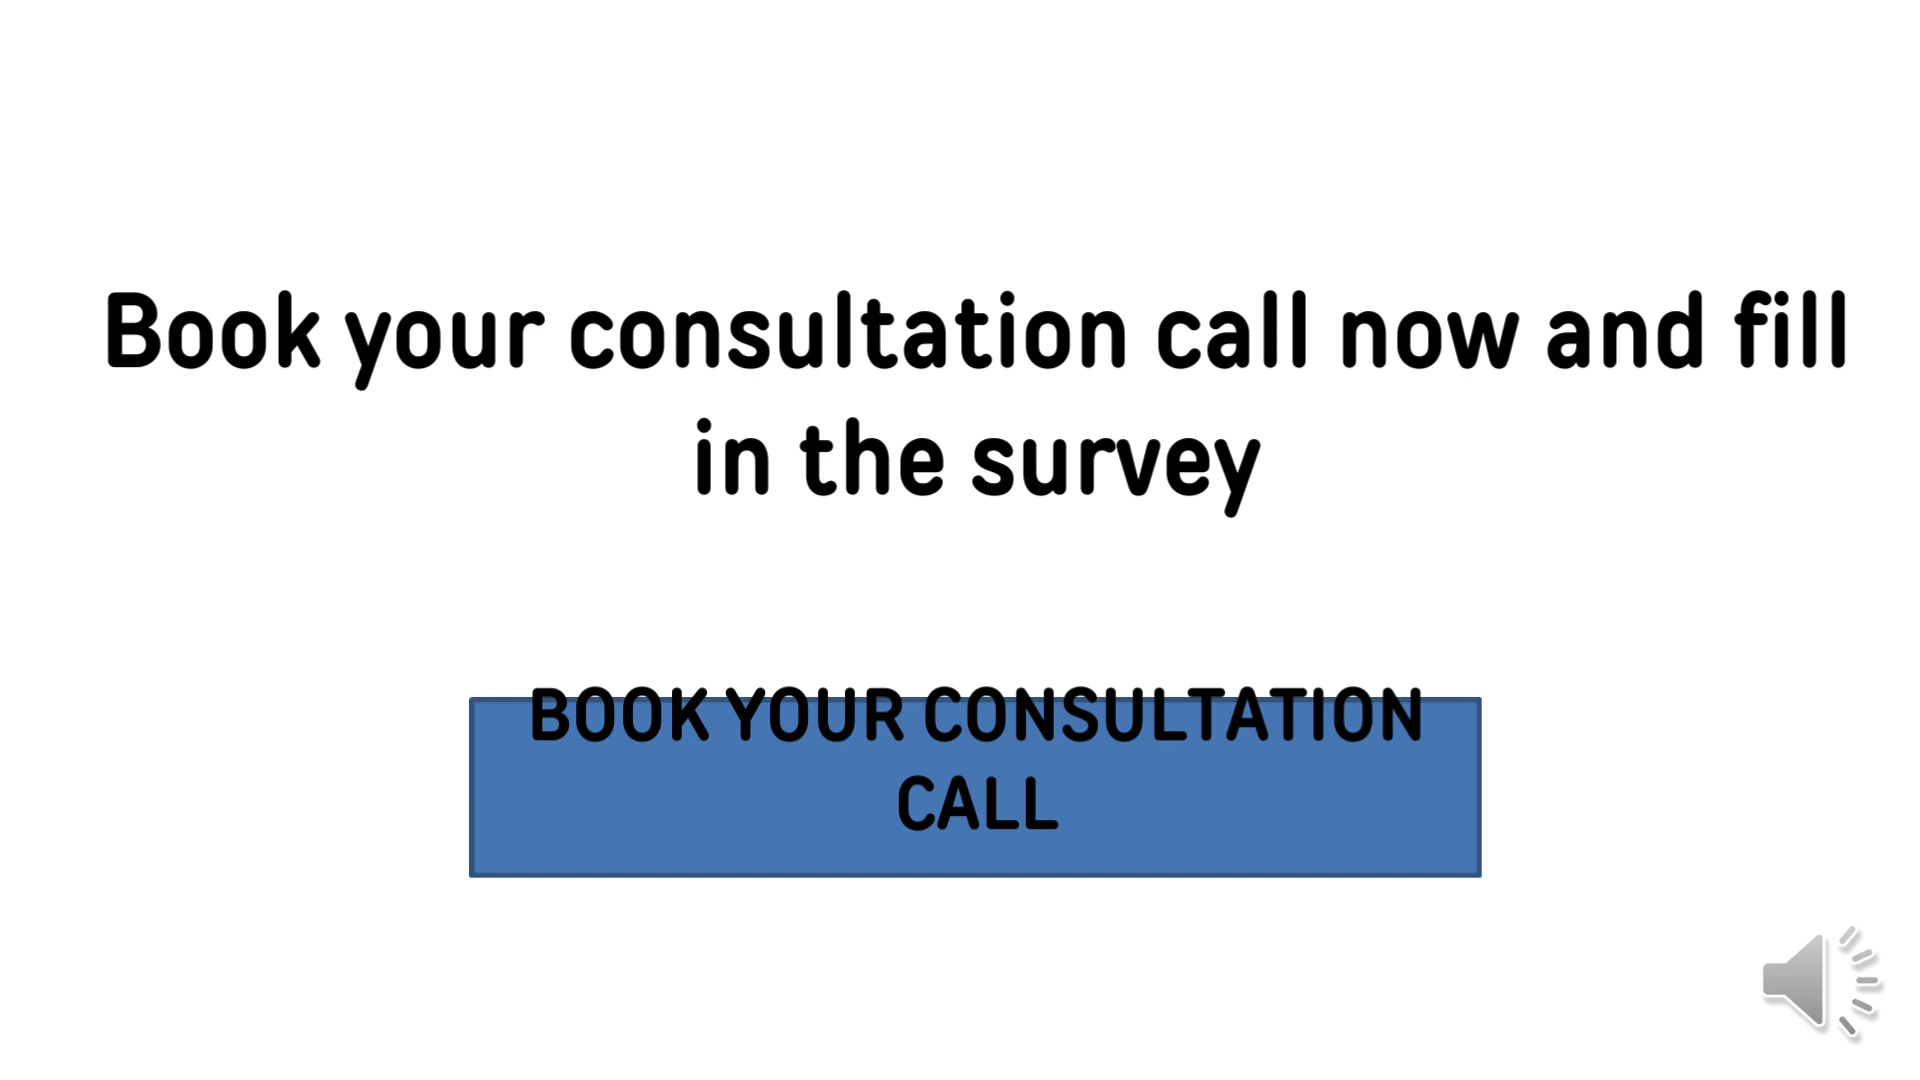 Book your consultation call now and fill
in the survey
BOOK YOUR CONSULTATION
CALL